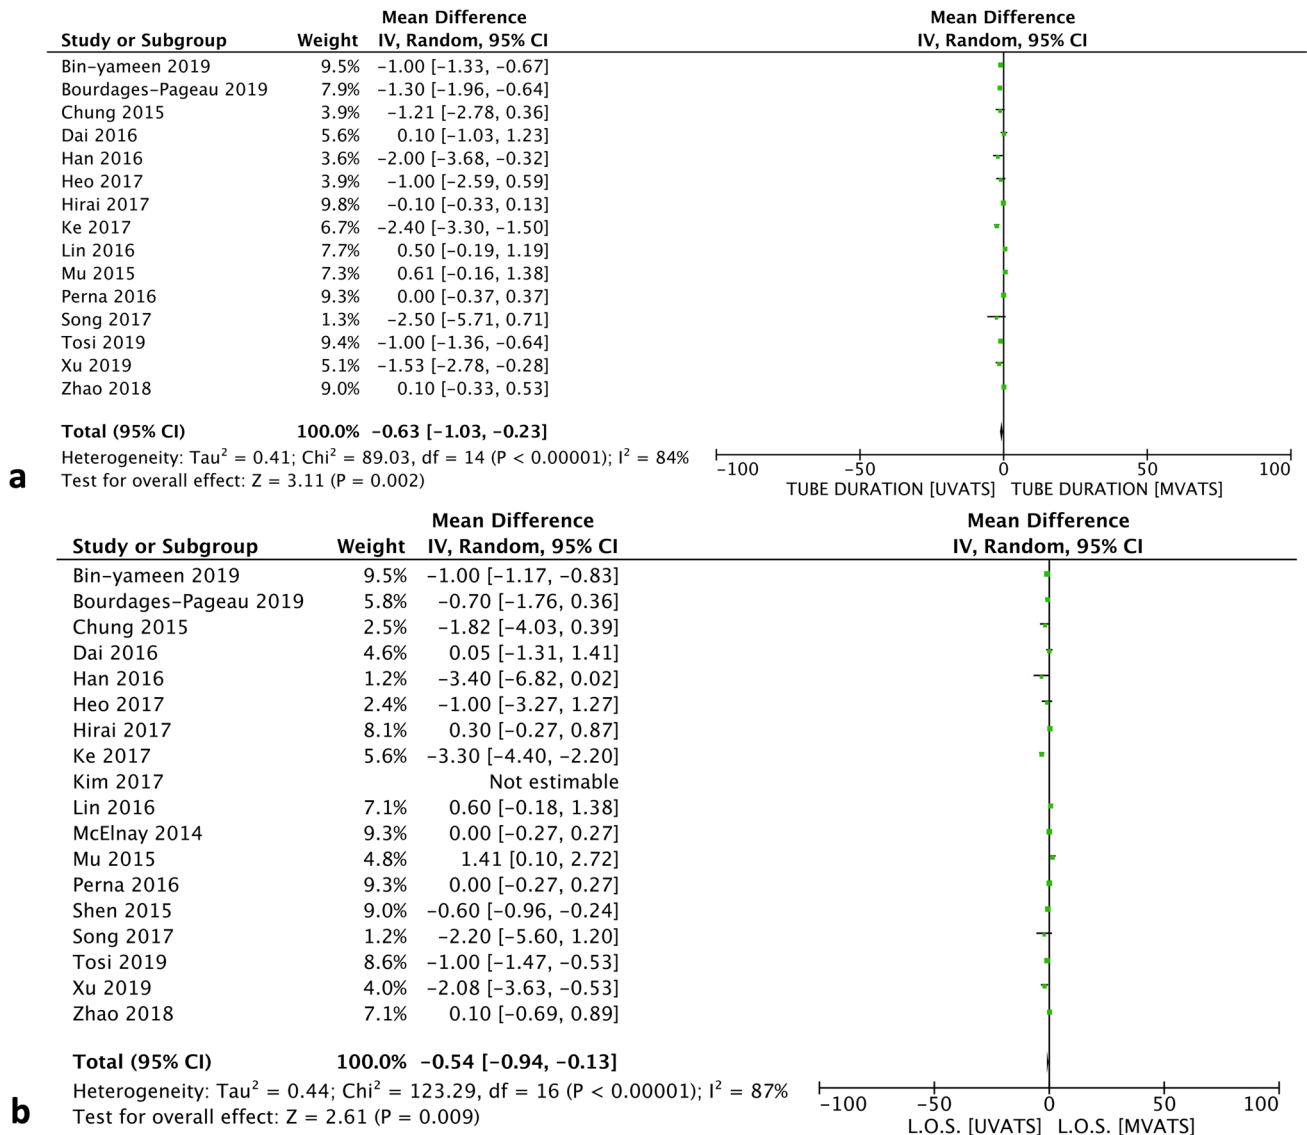 Mean Difference Mean Difference
Study or Subgroup Weight IV, Random, 95% CI IV, Random, 95% CI
Bin-yameen 2019 9.5% -1.00 [-1.33, -0.67]
Bourdages-Pageau 2019 7.9% -1.30 [-1.96, -0.64]
Chung 2015 3.9% -1.21 [-2.78, 0.36]
Dai 2016 5.6% 0.10 [-1.03, 1.23]
Han 2016 3.6% -2.00 [-3.68, -0.32]
Heo 2017 3.9% -1.00 [-2.59, 0.59]
Hirai 2017 9.8% -0.10 [-0.33, 0.13]
Ke 2017 6.7% -2.40 [-3.30, -1.50]
Lin 2016 7.7% 0.50 [-0.19, 1.19]
Mu 2015 7.3% 0.61 [-0.16, 1.38]
Perna 2016 9.3% 0.00 [-0.37, 0.37]
Song 2017 1.3% -2.50 [-5.71, 0.71]
Tosi 2019 9.4% -1.00 [-1.36, -0.64]
Xu 2019 5.1% -1.53 [-2.78, -0.28]
Zhao 2018 9.0% 0.10 [-0.33, 0.53]
Total (95% CI) 100.0% -0.63 [-1.03, -0.23]
Heterogeneity: Tau² = 0.41; Chi² = 89.03, df = 14 (P < 0.00001); I² = 84%
Test for overall effect: Z = 3.11 (P = 0.002)
-100 -50 0 50 100
TUBE DURATION [UVATS] TUBE DURATION [MVATS]
a
Mean Difference Mean Difference
Study or Subgroup Weight IV, Random, 95% CI IV, Random, 95% CI
Bin-yameen 2019 9.5% -1.00 [-1.17, -0.83]
Bourdages-Pageau 2019 5.8% -0.70 [-1.76, 0.36]
Chung 2015 2.5% -1.82 [-4.03, 0.39]
Dai 2016 4.6% 0.05 [-1.31, 1.41]
Han 2016 1.2% -3.40 [-6.82, 0.02]
Heo 2017 2.4% -1.00 [-3.27, 1.27]
Hirai 2017 8.1% 0.30 [-0.27, 0.87]
Ke 2017 5.6% -3.30 [-4.40, -2.20]
Kim 2017 Not estimable
Lin 2016 7.1% 0.60 [-0.18, 1.38]
McElnay 2014 9.3% 0.00 [-0.27, 0.27]
Mu 2015 4.8% 1.41 [0.10, 2.72]
Perna 2016 9.3% 0.00 [-0.27, 0.27]
Shen 2015 9.0% -0.60 [-0.96, -0.24]
Song 2017 1.2% -2.20 [-5.60, 1.20]
Tosi 2019 8.6% -1.00 [-1.47, -0.53]
Xu 2019 4.0% -2.08 [-3.63, -0.53]
Zhao 2018 7.1% 0.10 [-0.69, 0.89]
Total (95% CI) 100.0% -0.54 [-0.94, -0.13]
Heterogeneity: Tau² = 0.44; Chi² = 123.29, df = 16 (P < 0.00001); I² = 87%
Test for overall effect: Z = 2.61 (P = 0.009)
-100 -50 0 50 100
L.O.S. [UVATS] L.O.S. [MVATS]
b